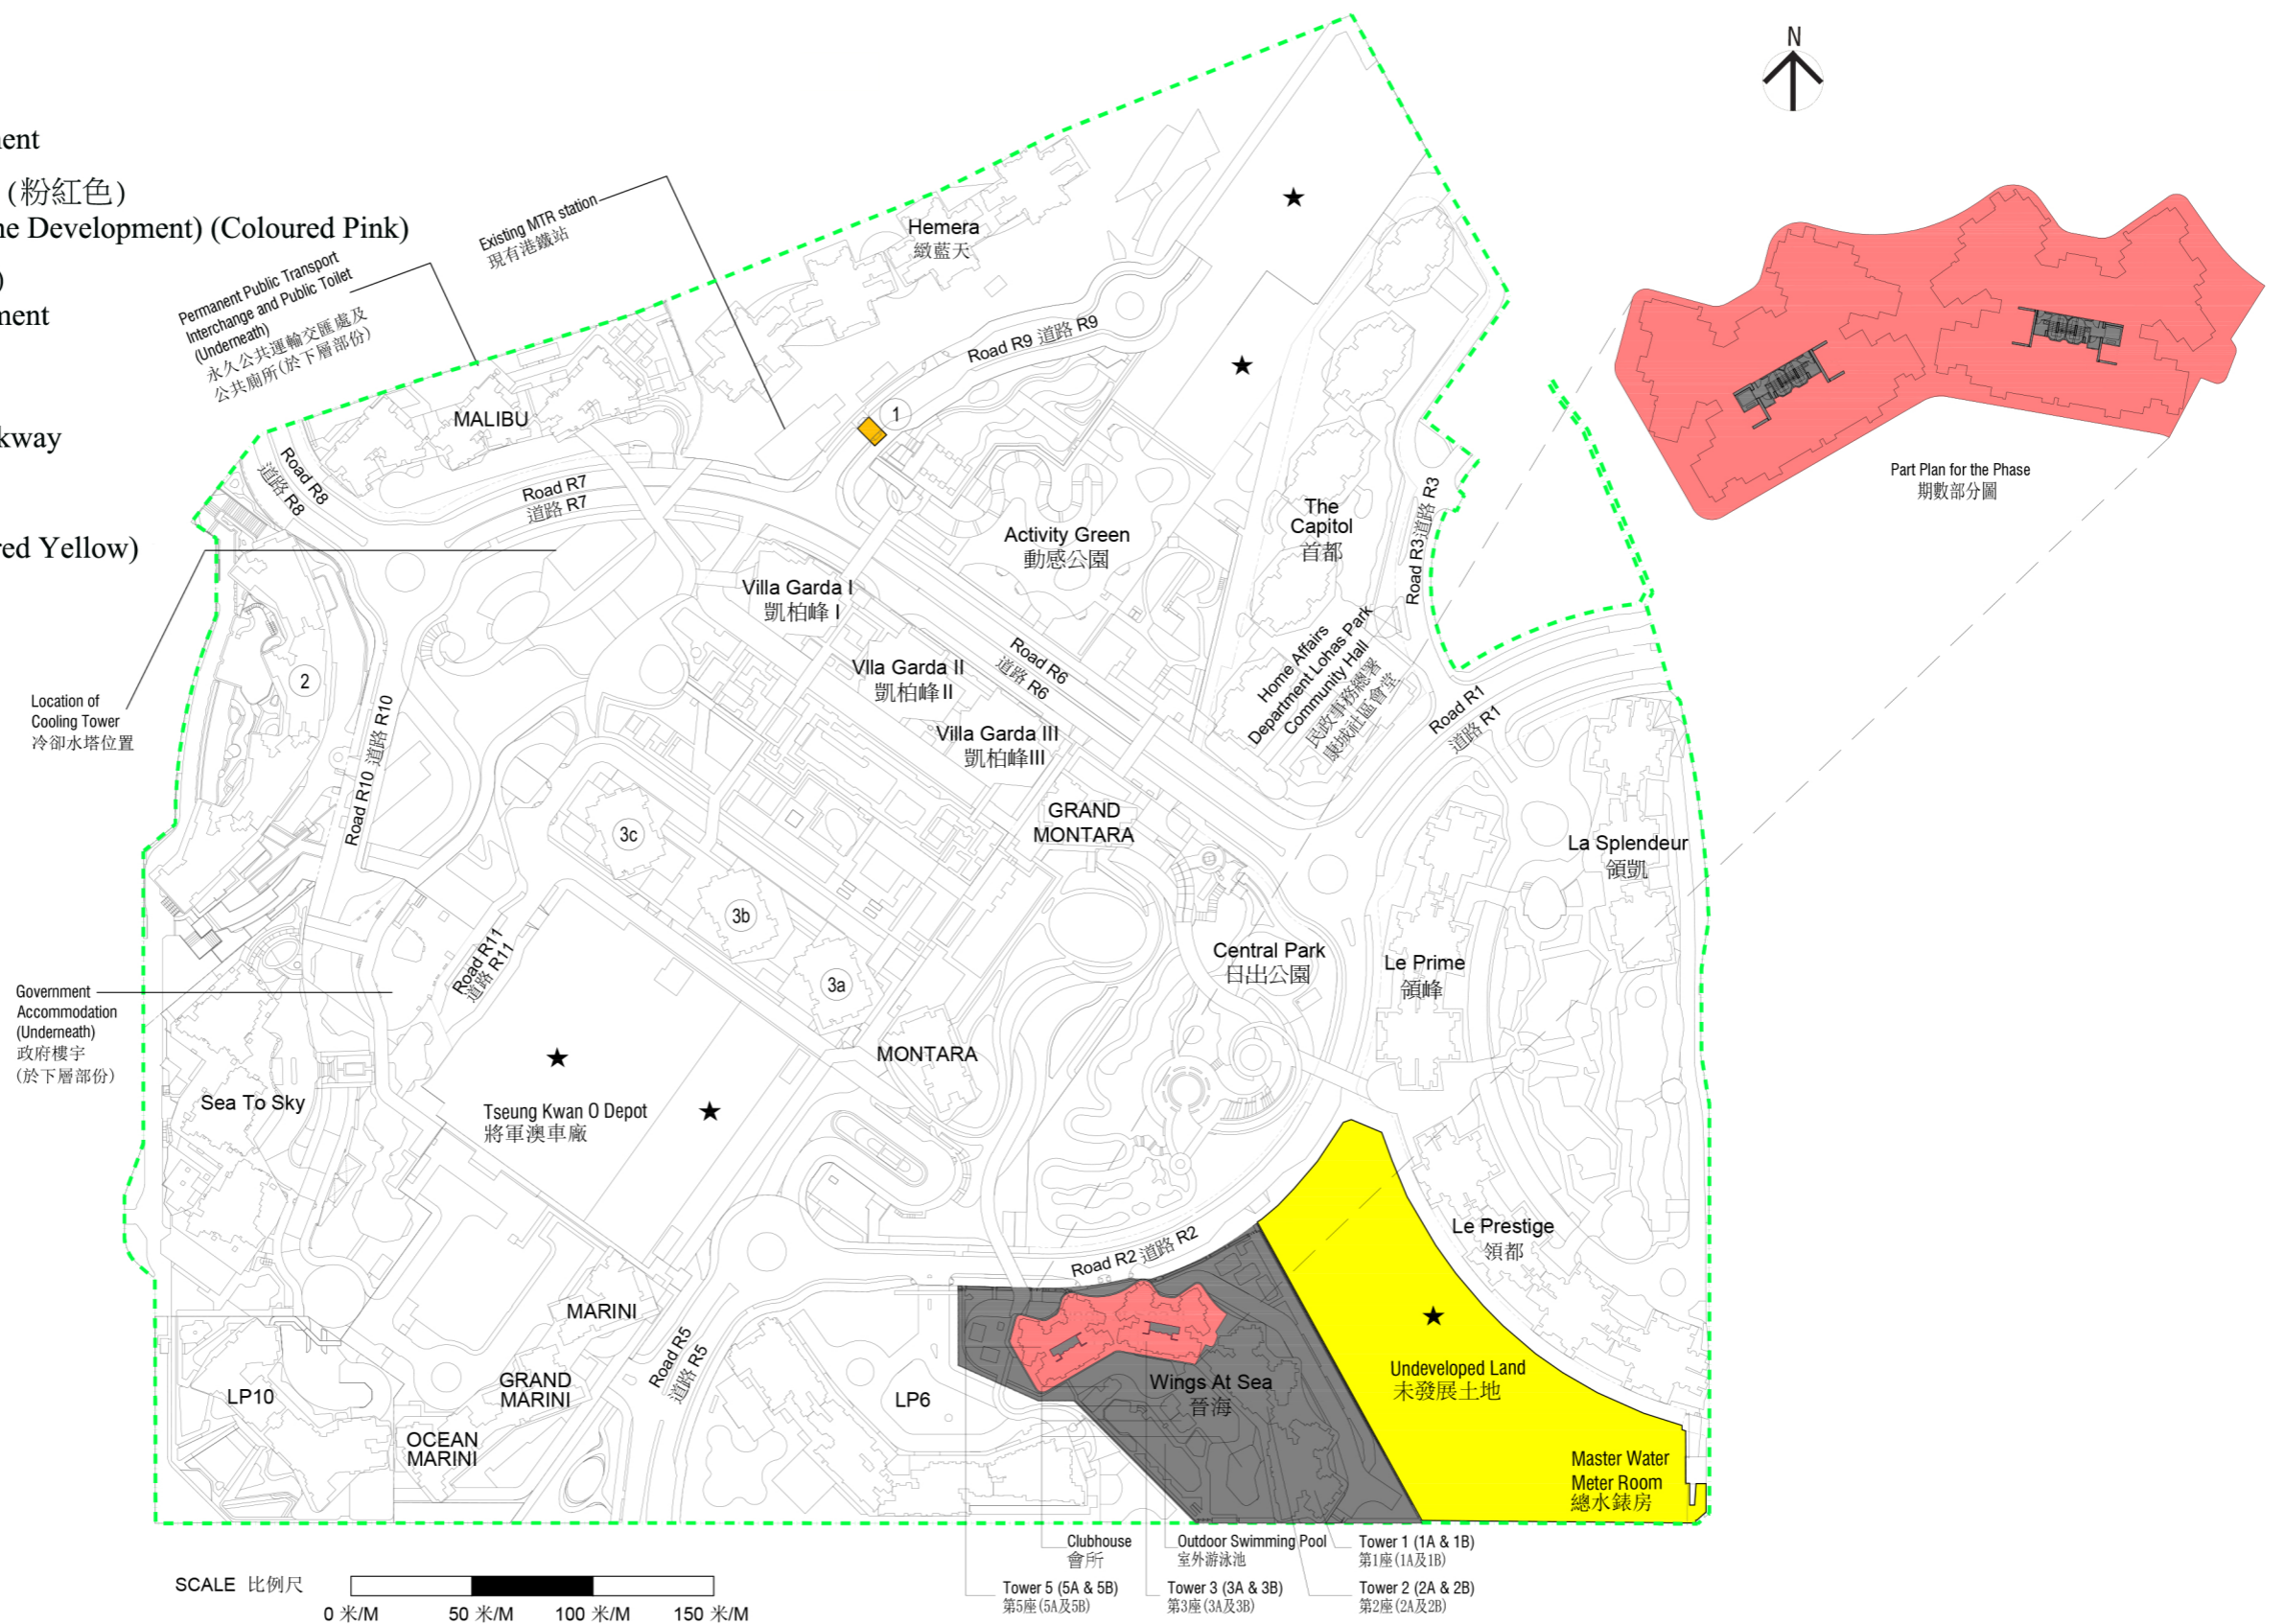 N
nent
(粉紅色)
ne Development) (Coloured Pink)
)
nent
kway
red Yellow)
Existing MTR station
現有港鐵站
Permanent Public Transport
Interchange and Public Toilet
(Underneath)
永久公共運輸交匯處及
公共廁所(於下層部份)
Hemera
緻藍天
Road R9 道路 R9
MALIBU
1
Road R8
道路 R8
Road R7
道路 R7
Part Plan for the Phase
期數部分圖
Activity Green
動感公園
The
Capitol
首都
Road R3道路 R3
Villa Garda I
凱柏峰 I
Vlla Garda II
凱柏峰II
Villa Garda III
凱柏峰III
Road R6
道路 R6
Home Affairs
Department Lohas Park
Community Hall
民政事務總署
康城社區會堂
Road R1
道路 R1
2
Location of
Cooling Tower
冷卻水塔位置
Road R10 道路 R10
GRAND
MONTARA
3c
3b
3a
La Splendeur
領凱
Central Park
日出公園
Le Prime
領峰
Road R11
道路 R11
Government
Accommodation
(Underneath)
政府樓宇
(於下層部份)
MONTARA
Sea To Sky
Tseung Kwan O Depot
將軍澳車廠
Le Prestige
領都
Road R2 道路 R2
MARINI
Road R5
道路 R5
GRAND
MARINI
LP10
OCEAN
MARINI
LP6
Wings At Sea
晉海
Undeveloped Land
未發展土地
Master Water
Meter Room
總水錶房
Clubhouse
會所
Outdoor Swimming Pool
室外游泳池
Tower 1 (1A & 1B)
第1座(1A及1B)
Tower 5 (5A & 5B)
第5座(5A及5B)
Tower 3 (3A & 3B)
第3座(3A及3B)
Tower 2 (2A & 2B)
第2座(2A及2B)
SCALE 比例尺
0 米/M 50 米/M 100 米/M 150 米/M